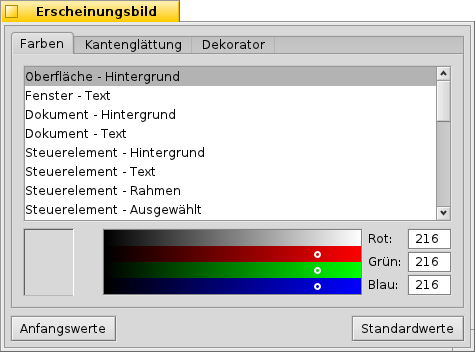 Erscheinungsbild
Farben Kantenglättung Dekorator
Oberfläche - Hintergrund
Fenster - Text
Dokument - Hintergrund
Dokument - Text
Steuerelement - Hintergrund
Steuerelement - Text
Steuerelement - Rahmen
Steuerelement - Ausgewählt
Rot: 216
Grün: 216
Blau: 216
Anfangswerte Standardwerte